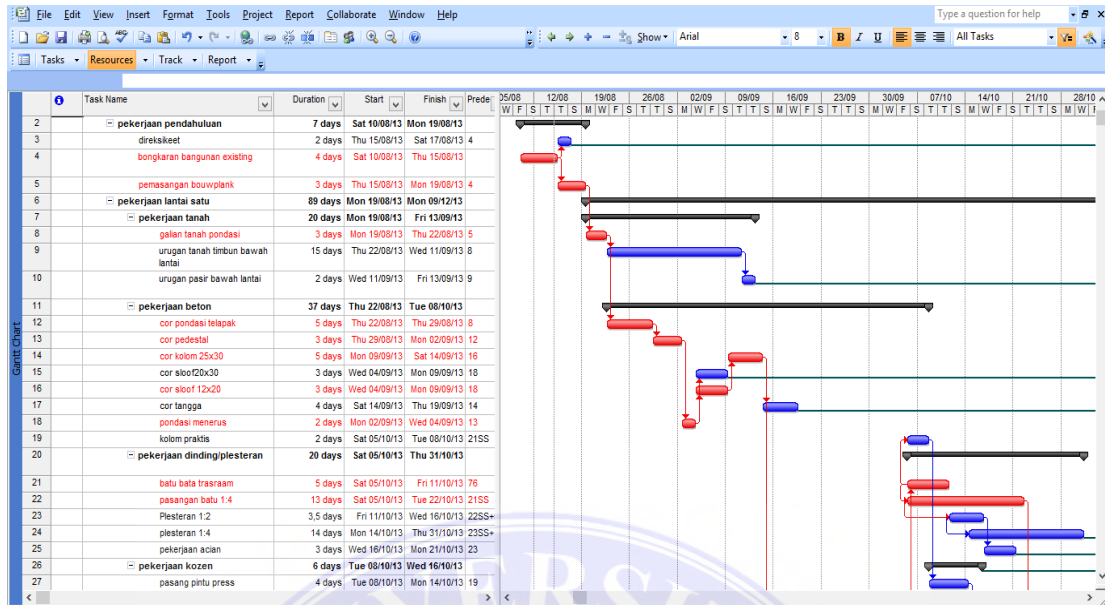 File Edit View Insert Format Tools Project Report Collaborate Window Help Type a question for help
Show Arial 8 B I U All Tasks
Tasks Resources Track Report
Task Name Duration Start Finish Prede
05/08 12/08 19/08 26/08 02/09 09/09 16/09 23/09 30/09 07/10 14/10 21/10 28/10
W F S T T S M W F S T T S M W F S T T S M W F S T T S M W F S T T S M W F
2 pekerjaan pendahuluan 7 days Sat 10/08/13 Mon 19/08/13
3 direksikeet 2 days Thu 15/08/13 Sat 17/08/13 4
4 bongkaran bangunan existing 4 days Sat 10/08/13 Thu 15/08/13
5 pemasangan bouwplank 3 days Thu 15/08/13 Mon 19/08/13 4
6 pekerjaan lantai satu 89 days Mon 19/08/13 Mon 09/12/13
7 pekerjaan tanah 20 days Mon 19/08/13 Fri 13/09/13
8 galian tanah pondasi 3 days Mon 19/08/13 Thu 22/08/13 5
9 urugan tanah timbun bawah 15 days Thu 22/08/13 Wed 11/09/13 8
lantai
10 urugan pasir bawah lantai 2 days Wed 11/09/13 Fri 13/09/13 9
11 pekerjaan beton 37 days Thu 22/08/13 Tue 08/10/13
12 cor pondasi telapak 5 days Thu 22/08/13 Thu 29/08/13 8
13 cor pedestal 3 days Thu 29/08/13 Mon 02/09/13 12
14 cor kolom 25x30 5 days Mon 09/09/13 Sat 14/09/13 16
15 cor sloof20x30 3 days Wed 04/09/13 Mon 09/09/13 18
16 cor sloof 12x20 3 days Wed 04/09/13 Mon 09/09/13 18
17 cor tangga 4 days Sat 14/09/13 Thu 19/09/13 14
18 pondasi menerus 2 days Mon 02/09/13 Wed 04/09/13 13
19 kolom praktis 2 days Sat 05/10/13 Tue 08/10/13 21SS
20 pekerjaan dinding/plesteran 20 days Sat 05/10/13 Thu 31/10/13
21 batu bata trasraam 5 days Sat 05/10/13 Fri 11/10/13 76
22 pasangan batu 1:4 13 days Sat 05/10/13 Tue 22/10/13 21SS
23 Plesteran 1:2 3,5 days Fri 11/10/13 Wed 16/10/13 22SS+
24 plesteran 1:4 14 days Mon 14/10/13 Thu 31/10/13 23SS+
25 pekerjaan acian 3 days Wed 16/10/13 Mon 21/10/13 23
26 pekerjaan kozen 6 days Tue 08/10/13 Wed 16/10/13
27 pasang pintu press 4 days Tue 08/10/13 Mon 14/10/13 19
Gantt Chart